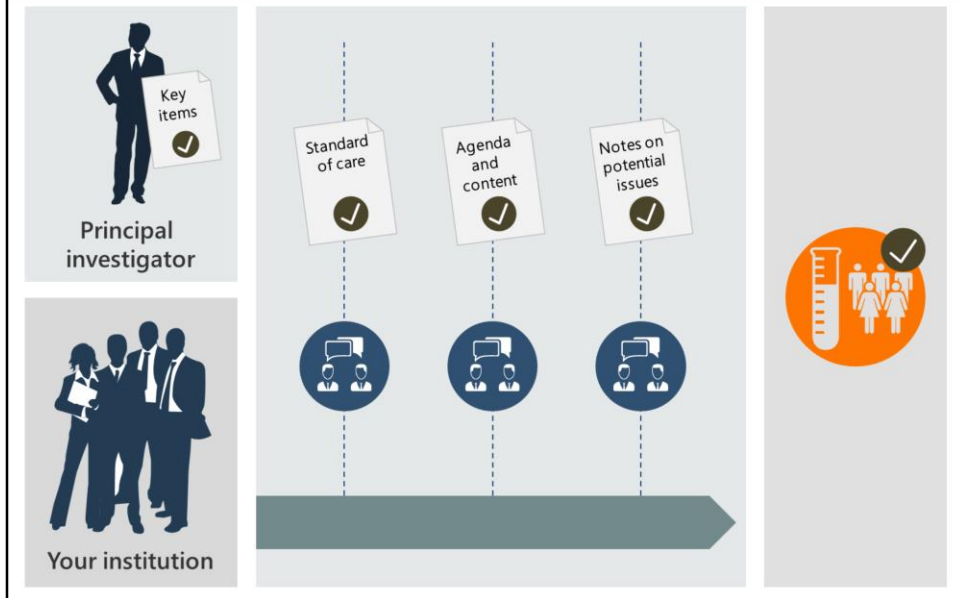 Key
items
Principal
investigator
Standard
of care
Agenda
and
content
Notes on
potential
issues
Your institution